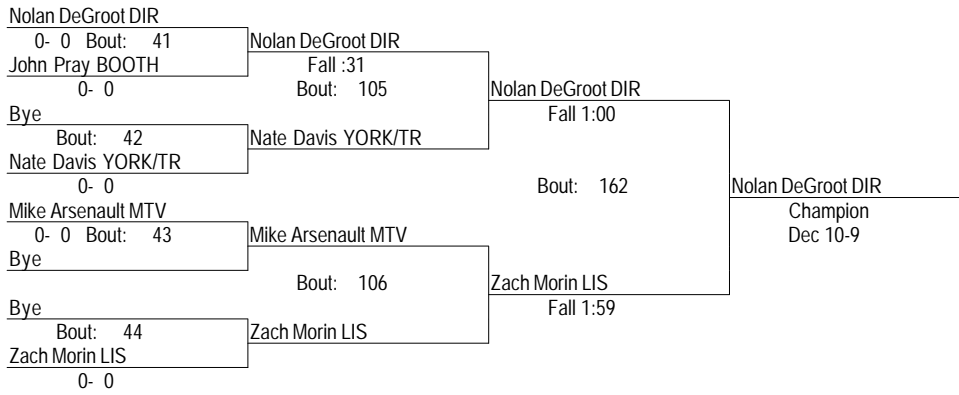 Nolan DeGroot DIR
0- 0 Bout: 41
Nolan DeGroot DIR
John Pray BOOTH
Fall :31
0- 0
Bout: 105
Nolan DeGroot DIR
Bye
Fall 1:00
Bout: 42
Nate Davis YORK/TR
Nate Davis YORK/TR
0- 0
Bout: 162
Nolan DeGroot DIR
Mike Arsenault MTV
Champion
0- 0 Bout: 43
Mike Arsenault MTV
Dec 10-9
Bye
Bout: 106
Zach Morin LIS
Bye
Fall 1:59
Bout: 44
Zach Morin LIS
Zach Morin LIS
0- 0